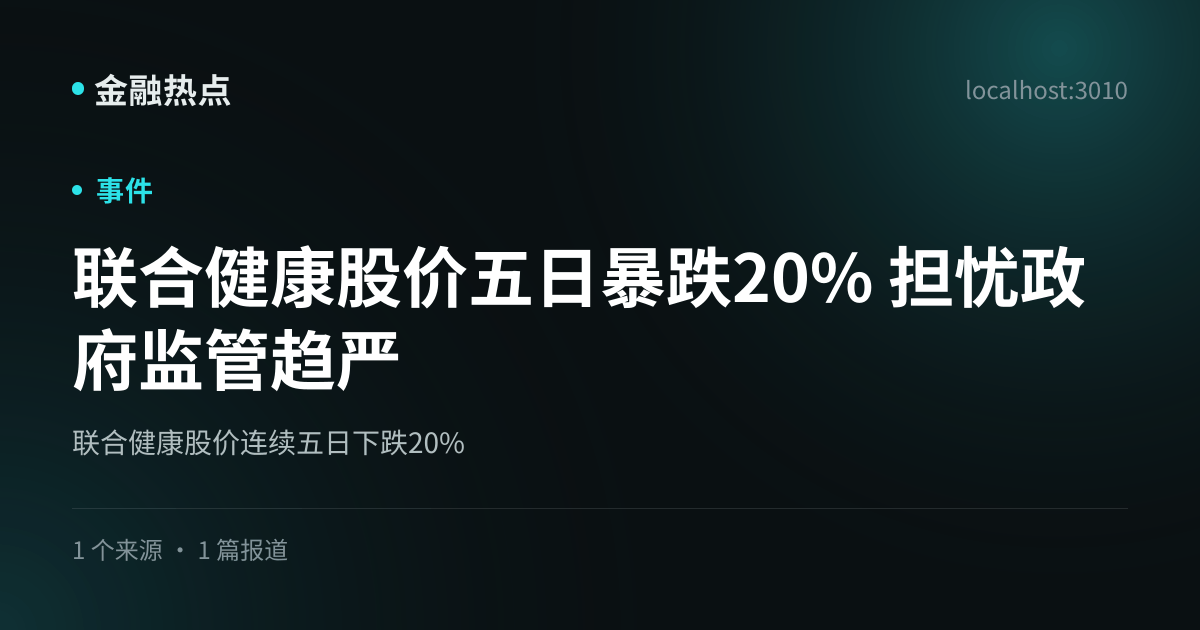 金融热点
localhost:3010
事件
联合健康股价五日暴跌20% 担忧政
府监管趋严
联合健康股价连续五日下跌20%
1 个来源 · 1 篇报道